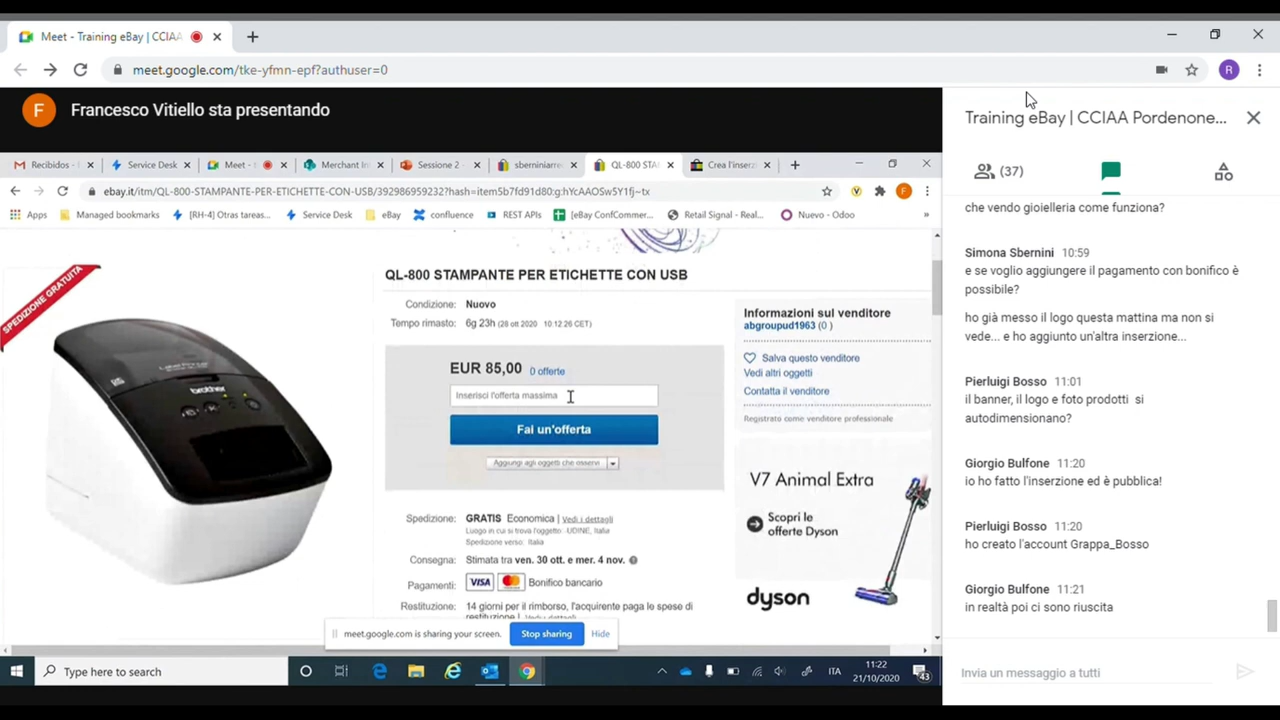 Meet - Training eBay | CCIAA
meet.google.com/tke-yfmn-epf?authuser=0
R
F
Francesco Vitiello sta presentando
Recibidos -
Service Desk
Meet -
Merchant In
Sessione 2 -
sberniniarre
QL-800 STA
Crea l'inserz
ebay.it/itm/QL-800-STAMPANTE-PER-ETICHETTE-CON-USB/392986959232?hash=item5b7fd91d80:g:hYcAAOSw5Y1fj~tx
F
Apps
Managed bookmarks
[RH-4] Otras tareas...
Service Desk
eBay
confluence
REST APIs
[eBay ConfCommer...
Retail Signal - Real...
Nuevo - Odoo
»
SPEDIZIONE GRATUITA
brother
QL-800 STAMPANTE PER ETICHETTE CON USB
Condizione: Nuovo
Tempo rimasto: 6g 23h (28 ott 2020 10:12:26 CET)
EUR 85,00 0 offerte
Inserisci l'offerta massima
Fai un'offerta
Aggiungi agli oggetti che osservi
Spedizione: GRATIS Economica | Vedi i dettagli
Luogo in cui si trova l'oggetto: UDINE, Italia
Spedizione verso: Italia
Consegna: Stimata tra ven. 30 ott. e mer. 4 nov.
Pagamenti: VISA Bonifico bancario
Restituzione: 14 giorni per il rimborso, l'acquirente paga le spese di
restituzione | Vedi i dettagli
Informazioni sul venditore
abgroupud1963 (0 )
Salva questo venditore
Vedi altri oggetti
Contatta il venditore
Registrato come venditore professionale
V7 Animal Extra
Scopri le
offerte Dyson
dyson
meet.google.com is sharing your screen.
Stop sharing
Hide
Type here to search
ITA
11:22
21/10/2020
43
Training eBay | CCIAA Pordenone...
(37)
che vendo gioielleria come funziona?
Simona Sbernini 10:59
e se voglio aggiungere il pagamento con bonifico è
possibile?
ho già messo il logo questa mattina ma non si
vede... e ho aggiunto un'altra inserzione...
Pierluigi Bosso 11:01
il banner, il logo e foto prodotti si
autodimensionano?
Giorgio Bulfone 11:20
io ho fatto l'inserzione ed è pubblica!
Pierluigi Bosso 11:20
ho creato l'account Grappa_Bosso
Giorgio Bulfone 11:21
in realtà poi ci sono riuscita
Invia un messaggio a tutti